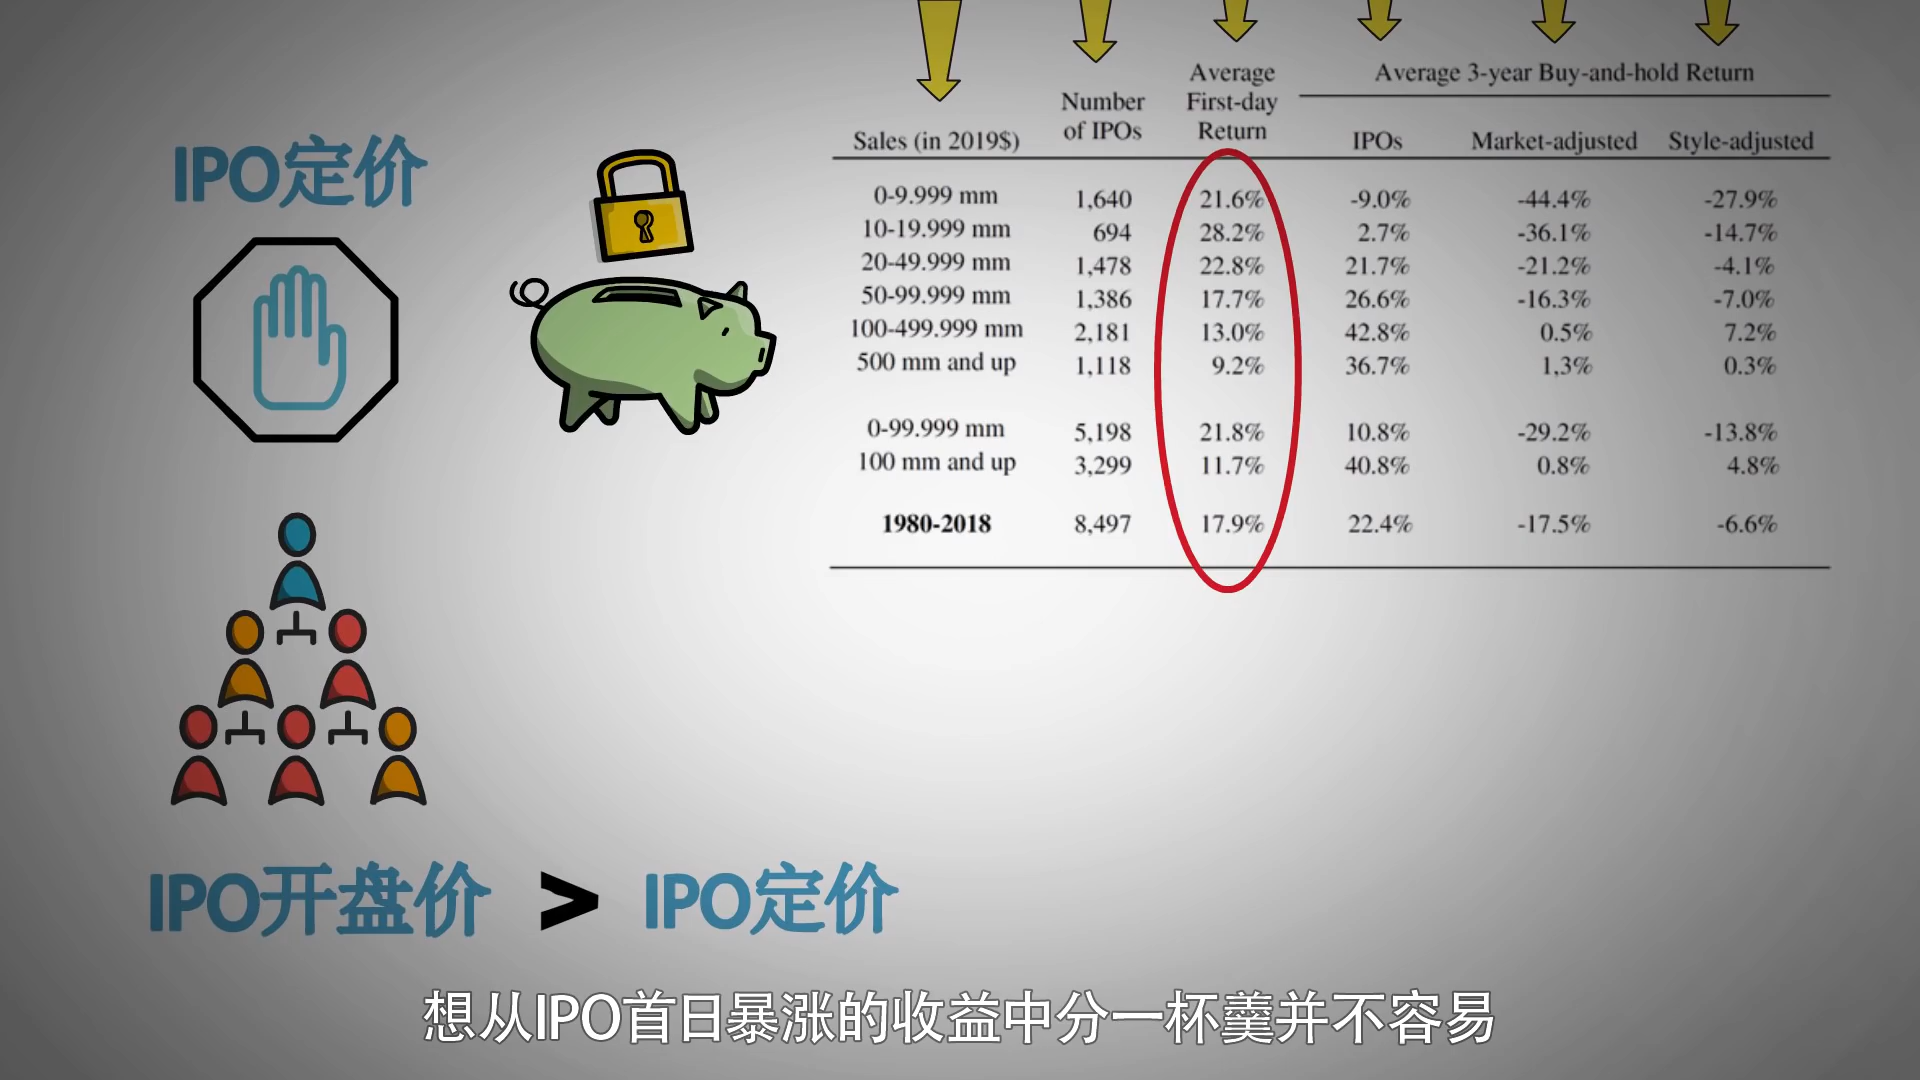 IPO定价
Average 3-year Buy-and-hold Return
Sales (in 2019$) Number of IPOs Average First-day Return IPOs Market-adjusted Style-adjusted
0-9.999 mm 1,640 21.6% -9.0% -44.4% -27.9%
10-19.999 mm 694 28.2% 2.7% -36.1% -14.7%
20-49.999 mm 1,478 22.8% 21.7% -21.2% -4.1%
50-99.999 mm 1,386 17.7% 26.6% -16.3% -7.0%
100-499.999 mm 2,181 13.0% 42.8% 0.5% 7.2%
500 mm and up 1,118 9.2% 36.7% 1,3% 0.3%
0-99.999 mm 5,198 21.8% 10.8% -29.2% -13.8%
100 mm and up 3,299 11.7% 40.8% 0.8% 4.8%
1980-2018 8,497 17.9% 22.4% -17.5% -6.6%
IPO开盘价 > IPO定价
想从IPO首日暴涨的收益中分一杯羹并不容易